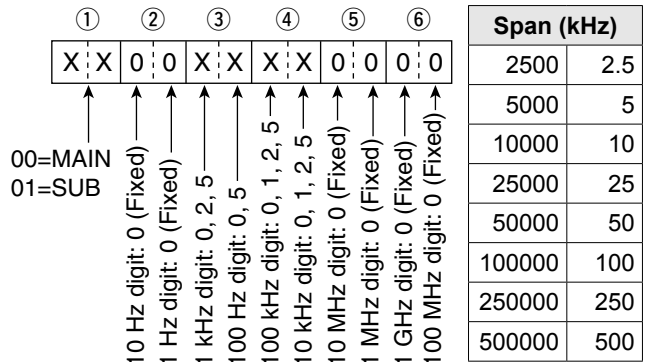 ① ② ③ ④ ⑤ ⑥
X X 0 0 X X X X 0 0 0 0
00=MAIN
01=SUB
10 Hz digit: 0 (Fixed)
1 Hz digit: 0 (Fixed)
1 kHz digit: 0, 2, 5
100 Hz digit: 0, 5
100 kHz digit: 0, 1, 2, 5
10 kHz digit: 0, 1, 2, 5
10 MHz digit: 0 (Fixed)
1 MHz digit: 0 (Fixed)
1 GHz digit: 0 (Fixed)
100 MHz digit: 0 (Fixed)
Span (kHz)
2500 2.5
5000 5
10000 10
25000 25
50000 50
100000 100
250000 250
500000 500